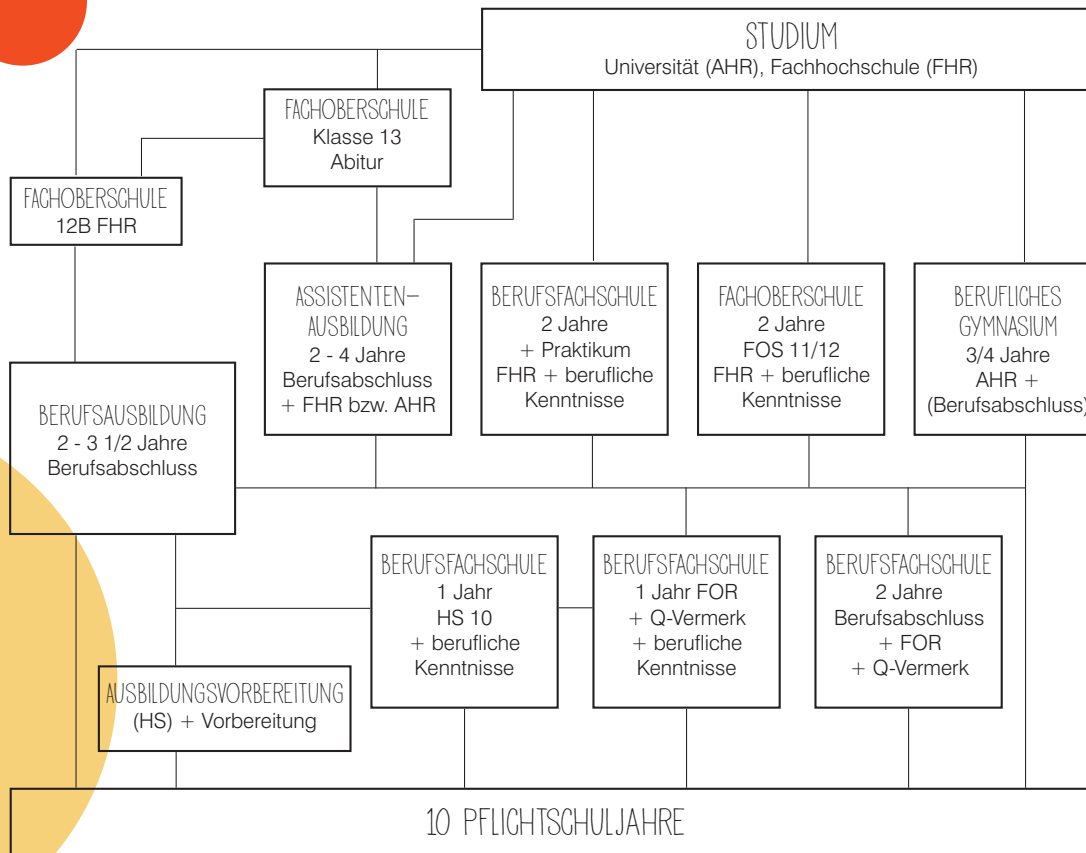 STUDIUM
Universität (AHR), Fachhochschule (FHR)
FACHOBERSCHULE
Klasse 13
Abitur
FACHOBERSCHULE
12B FHR
ASSISTENTEN-
AUSBILDUNG
2 - 4 Jahre
Berufsabschluss
+ FHR bzw. AHR
BERUFSFACHSCHULE
2 Jahre
+ Praktikum
FHR + berufliche
Kenntnisse
FACHOBERSCHULE
2 Jahre
FOS 11/12
FHR + berufliche
Kenntnisse
BERUFLICHES
GYMNASIUM
3/4 Jahre
AHR +
(Berufsabschluss)
BERUFSAUSBILDUNG
2 - 3 1/2 Jahre
Berufsabschluss
BERUFSFACHSCHULE
1 Jahr
HS 10
+ berufliche
Kenntnisse
BERUFSFACHSCHULE
1 Jahr FOR
+ Q-Vermerk
+ berufliche
Kenntnisse
BERUFSFACHSCHULE
2 Jahre
Berufsabschluss
+ FOR
+ Q-Vermerk
AUSBILDUNGSVORBEREITUNG
(HS) + Vorbereitung
10 PFLICHTSCHULJAHRE